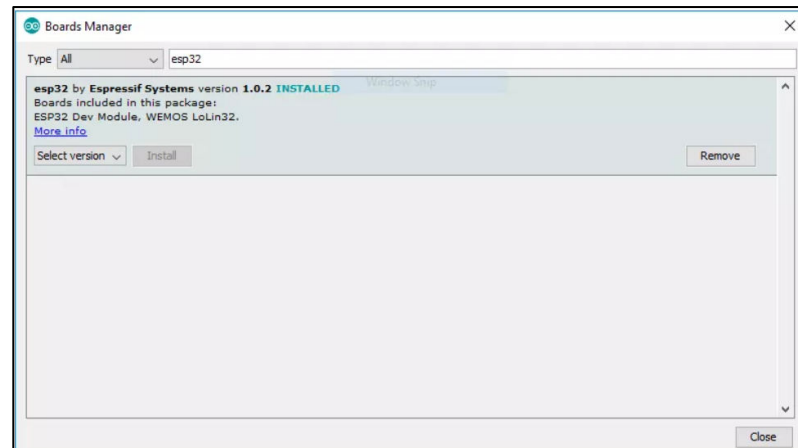 Boards Manager
Type All esp32
Window Snip
esp32 by Espressif Systems version 1.0.2 INSTALLED
Boards included in this package:
ESP32 Dev Module, WEMOS LoLin32.
More info
Select version Install Remove
Close